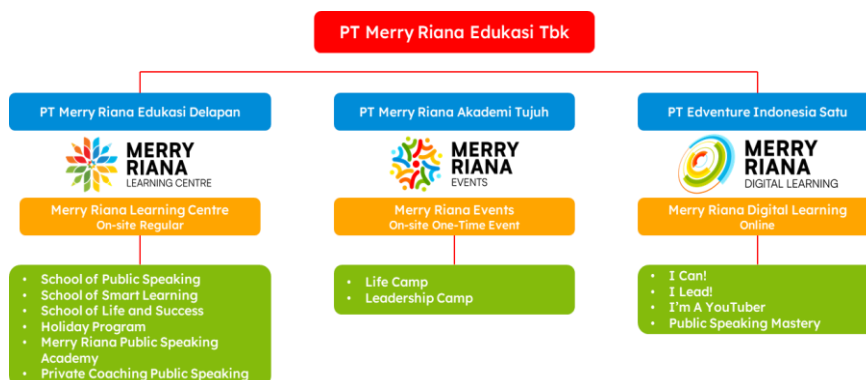 PT Merry Riana Edukasi Tbk
PT Merry Riana Edukasi Delapan
MERRY
RIANA
LEARNING CENTRE
Merry Riana Learning Centre
On-site Regular
• School of Public Speaking
• School of Smart Learning
• School of Life and Success
• Holiday Program
• Merry Riana Public Speaking
Academy
• Private Coaching Public Speaking
PT Merry Riana Akademi Tujuh
MERRY
RIANA
EVENTS
Merry Riana Events
On-site One-Time Event
• Life Camp
• Leadership Camp
PT Edventure Indonesia Satu
MERRY
RIANA
DIGITAL LEARNING
Merry Riana Digital Learning
Online
• I Can!
• I Lead!
• I'm A YouTuber
• Public Speaking Mastery